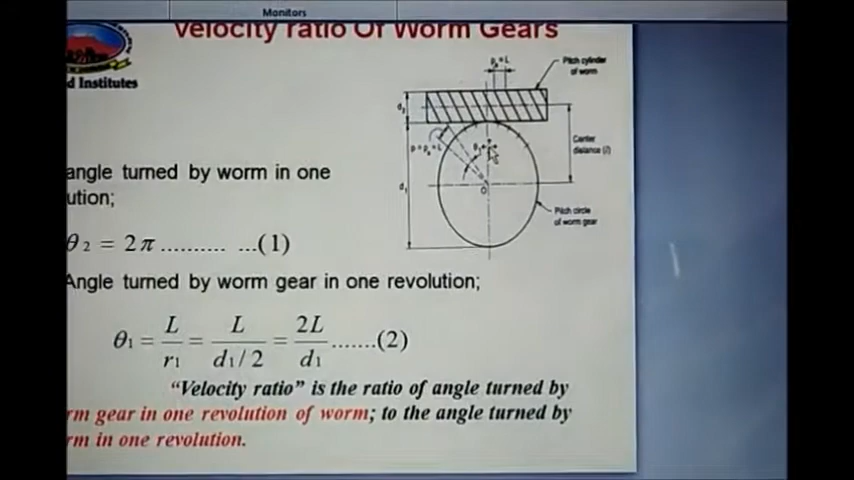 Monitors
Velocity ratio Of Worm Gears
d Institutes
Pitch cylinder
of worm
Center
distance (l)
Pitch circle
of worm gear
O
angle turned by worm in one
ution;
θ2 = 2π .......... ...(1)
Angle turned by worm gear in one revolution;
θ1 = L/r1 = L/(d1/2) = 2L/d1 .......(2)
“Velocity ratio” is the ratio of angle turned by
rm gear in one revolution of worm; to the angle turned by
rm in one revolution.